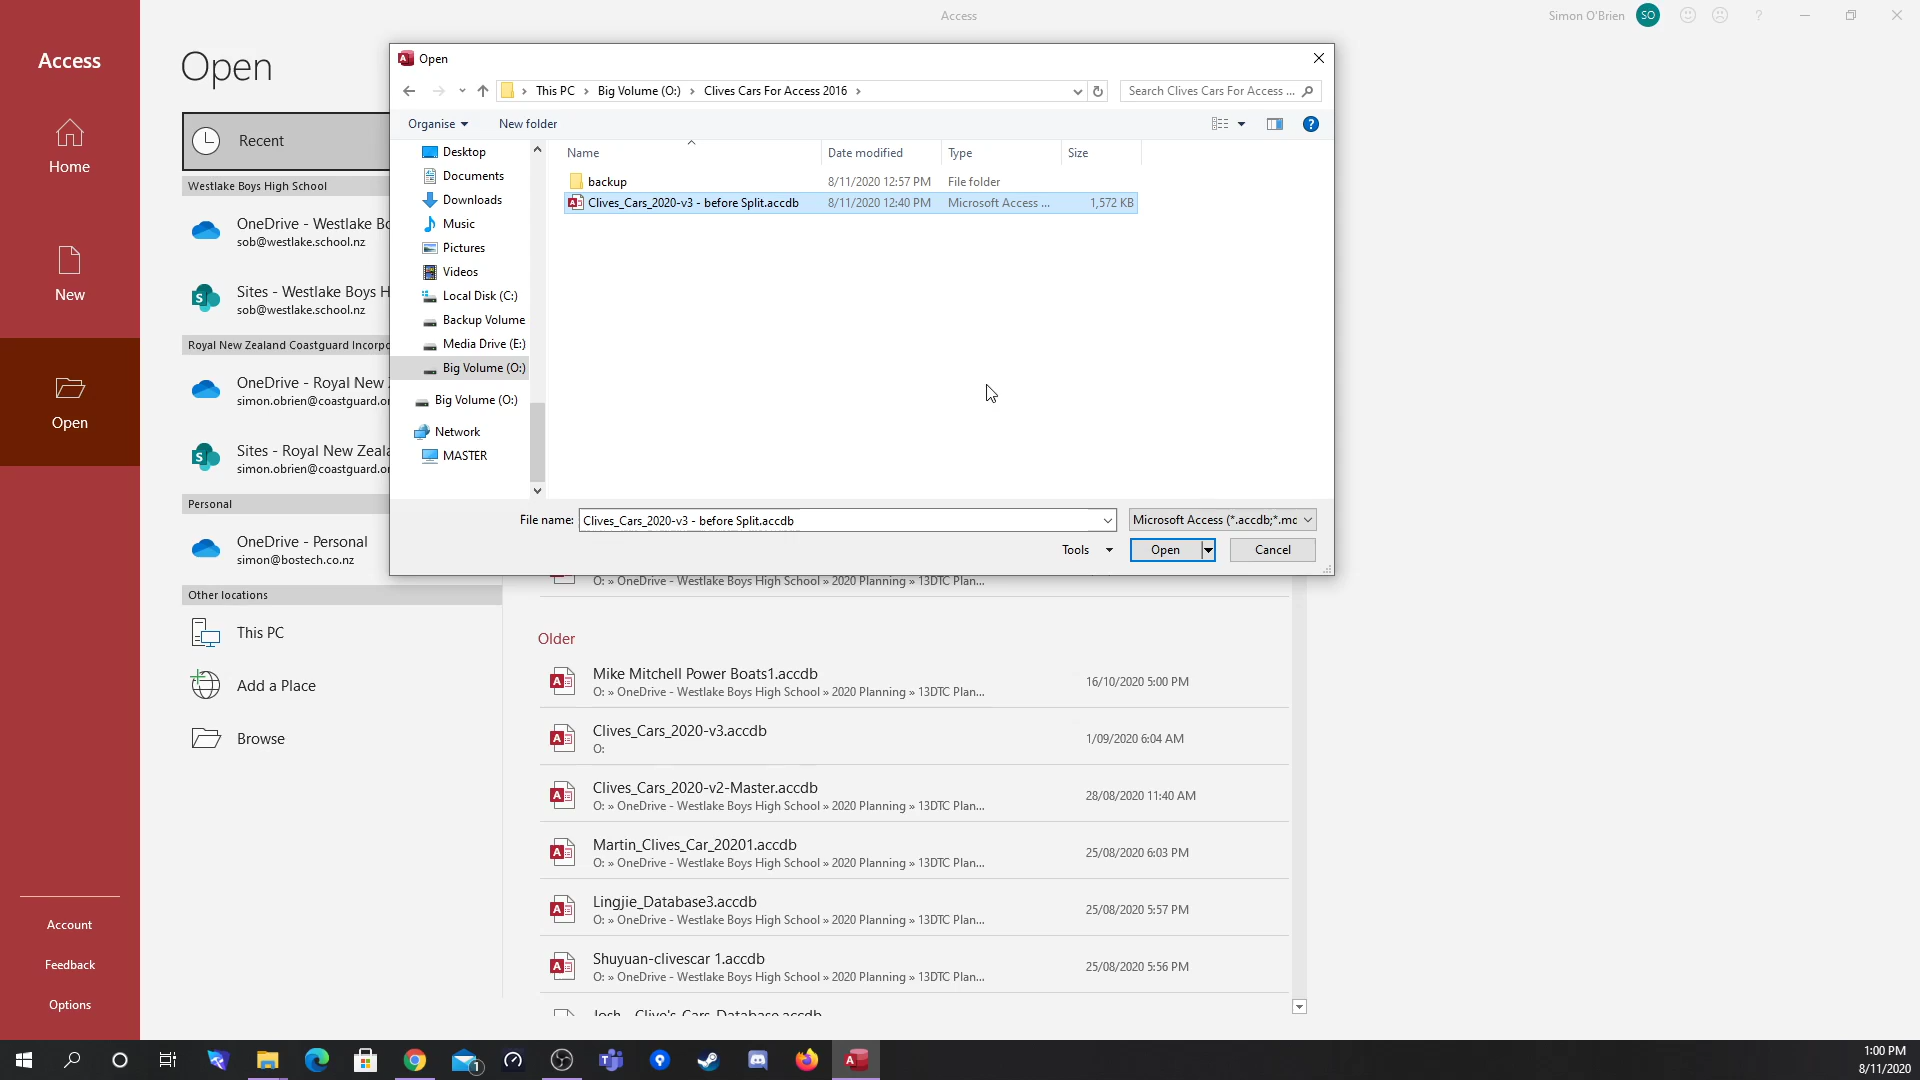 Access
Simon O'Brien
SO
?
Access
Home
New
Open
Account
Feedback
Options
Open
Recent
Westlake Boys High School
OneDrive - Westlake Bo
sob@westlake.school.nz
Sites - Westlake Boys H
sob@westlake.school.nz
Royal New Zealand Coastguard Incorpo
OneDrive - Royal New
simon.obrien@coastguard.or
Sites - Royal New Zeala
simon.obrien@coastguard.or
Personal
OneDrive - Personal
simon@bostech.co.nz
Other locations
This PC
Add a Place
Browse
Open
This PC › Big Volume (O:) › Clives Cars For Access 2016 ›
Search Clives Cars For Access ...
Organise
New folder
Desktop
Documents
Downloads
Music
Pictures
Videos
Local Disk (C:)
Backup Volume
Media Drive (E:)
Big Volume (O:)
Big Volume (O:)
Network
MASTER
Name Date modified Type Size
backup 8/11/2020 12:57 PM File folder
Clives_Cars_2020-v3 - before Split.accdb 8/11/2020 12:40 PM Microsoft Access ... 1,572 KB
File name: Clives_Cars_2020-v3 - before Split.accdb
Microsoft Access (*.accdb;*.mc
Tools
Open
Cancel
O: » OneDrive - Westlake Boys High School » 2020 Planning » 13DTC Plan...
Older
Mike Mitchell Power Boats1.accdb
O: » OneDrive - Westlake Boys High School » 2020 Planning » 13DTC Plan...
16/10/2020 5:00 PM
Clives_Cars_2020-v3.accdb
O:
1/09/2020 6:04 AM
Clives_Cars_2020-v2-Master.accdb
O: » OneDrive - Westlake Boys High School » 2020 Planning » 13DTC Plan...
28/08/2020 11:40 AM
Martin_Clives_Car_20201.accdb
O: » OneDrive - Westlake Boys High School » 2020 Planning » 13DTC Plan...
25/08/2020 6:03 PM
Lingjie_Database3.accdb
O: » OneDrive - Westlake Boys High School » 2020 Planning » 13DTC Plan...
25/08/2020 5:57 PM
Shuyuan-clivescar 1.accdb
O: » OneDrive - Westlake Boys High School » 2020 Planning » 13DTC Plan...
25/08/2020 5:56 PM
Josh - Clive's Cars Database.accdb
1
1:00 PM
8/11/2020